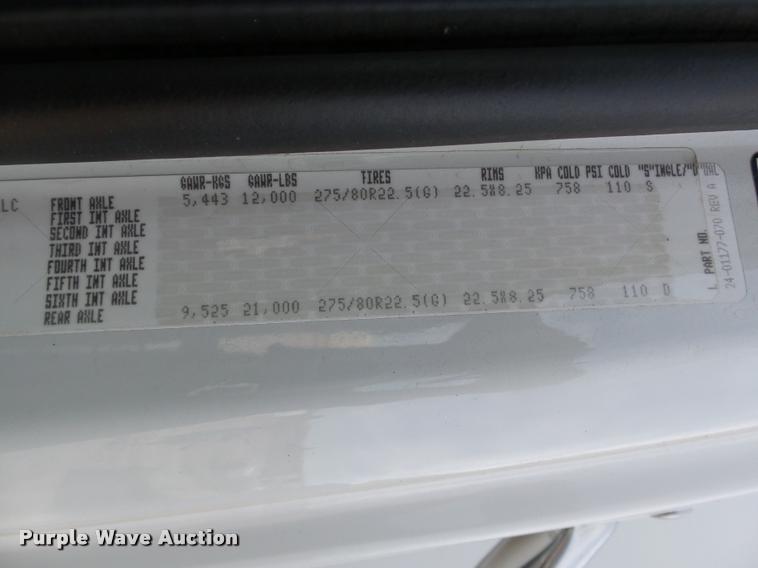 GAWR-KGS GAWR-LBS TIRES RIMS KPA COLD PSI COLD "S"INGLE/"D"UAL
LC FRONT AXLE 5,443 12,000 275/80R22.5(G) 22.5X8.25 758 110 S
FIRST INT AXLE
SECOND INT AXLE
THIRD INT AXLE
FOURTH INT AXLE
FIFTH INT AXLE
SIXTH INT AXLE
REAR AXLE 9,525 21,000 275/80R22.5(G) 22.5X8.25 758 110 D
PART NO.
24-01177-070 REV A
Purple Wave Auction